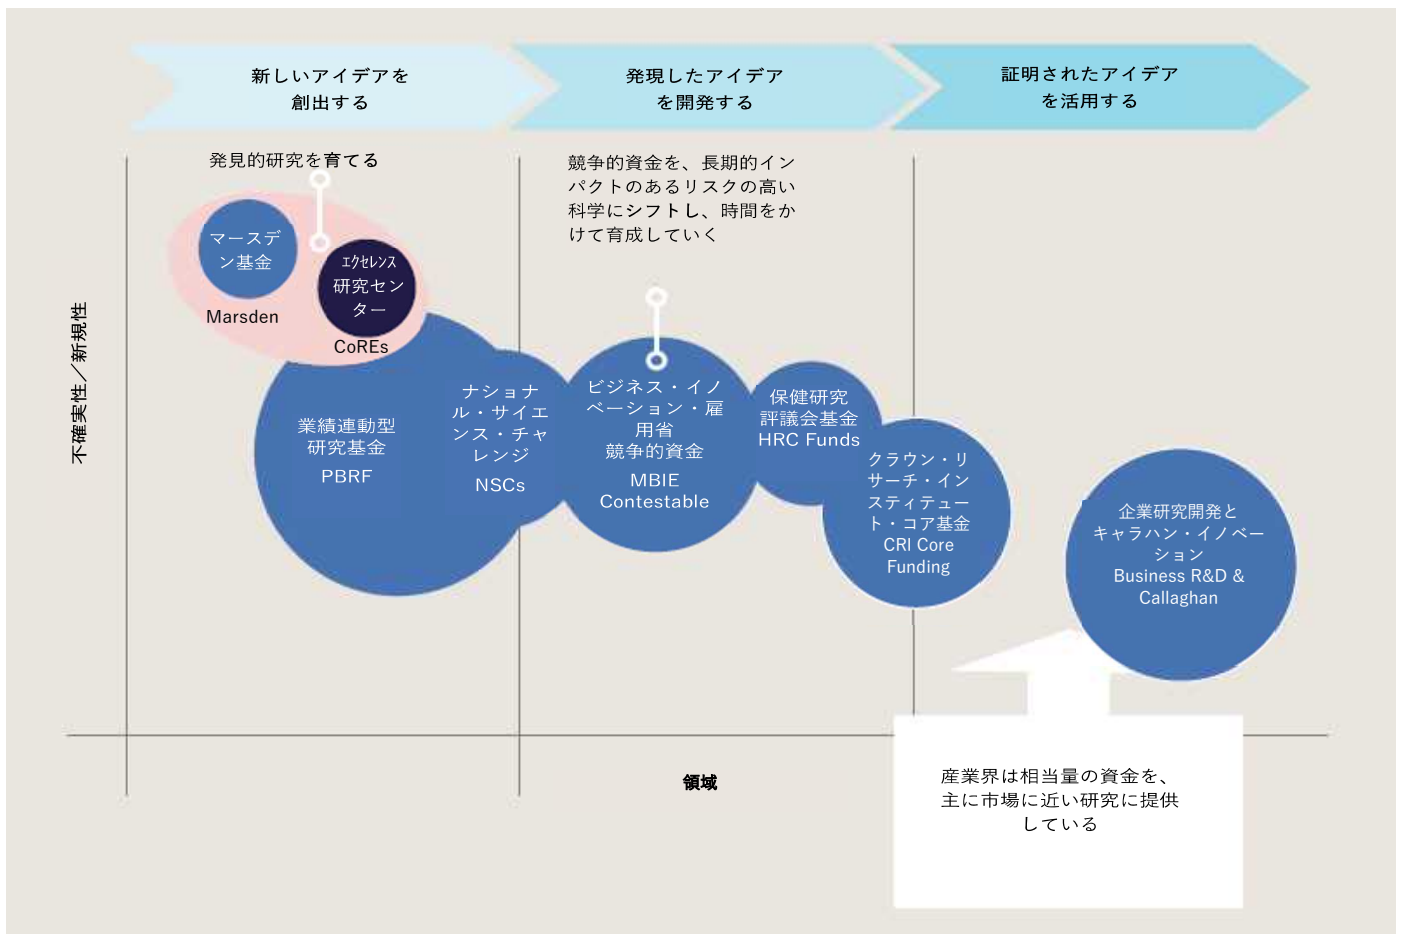 新しいアイデアを
創出する
発現したアイデア
を開発する
証明されたアイデア
を活用する
発見的研究を育てる
競争的資金を、長期的イン
パクトのあるリスクの高い
科学にシフトし、時間をか
けて育成していく
不確実性／新規性
マースデ
ン基金
Marsden
エクセレンス
研究セン
ター
CoREs
業績連動型
研究基金
PBRF
ナショナ
ル・サイエ
ンス・チャ
レンジ
NSCs
ビジネス・イノ
ベーション・雇
用省
競争的資金
MBIE
Contestable
保健研究
評議会基金
HRC Funds
クラウン・リ
サーチ・イン
スティテュー
ト・コア基金
CRI Core
Funding
企業研究開発と
キャラハン・イノベー
ション
Business R&D &
Callaghan
領域
産業界は相当量の資金を、
主に市場に近い研究に提供
している